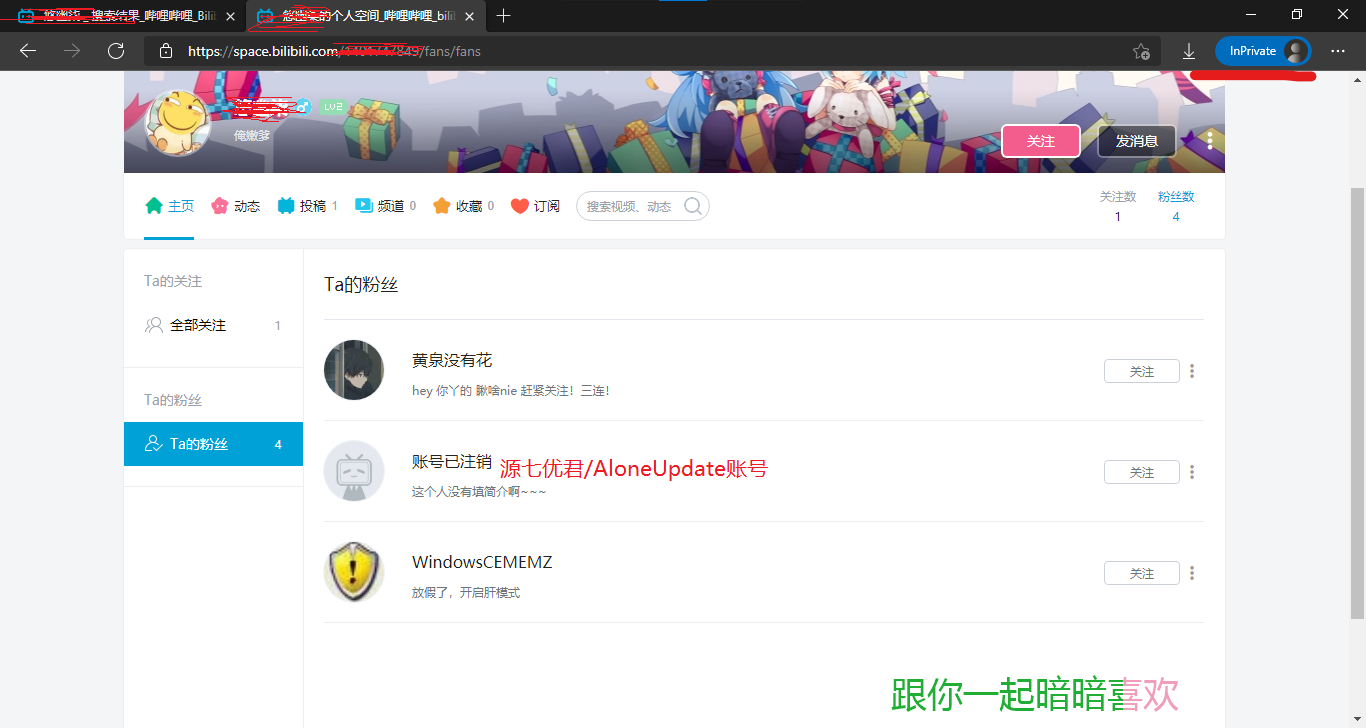 搜索结果_哔哩哔哩_Bili
的个人空间_哔哩哔哩_bili
https://space.bilibili.com/ /fans/fans
InPrivate
LV2
俺嫩爹
关注
发消息
主页
动态
投稿 1
频道 0
收藏 0
订阅
搜索视频、动态
关注数
1
粉丝数
4
Ta的关注
全部关注 1
Ta的粉丝
Ta的粉丝 4
Ta的粉丝
黄泉没有花
hey 你丫的 瞅啥nie 赶紧关注！三连！
关注
账号已注销
源七优君/AloneUpdate账号
这个人没有填简介啊~~~
关注
WindowsCEMEMZ
放假了，开启肝模式
关注
跟你一起暗暗喜欢